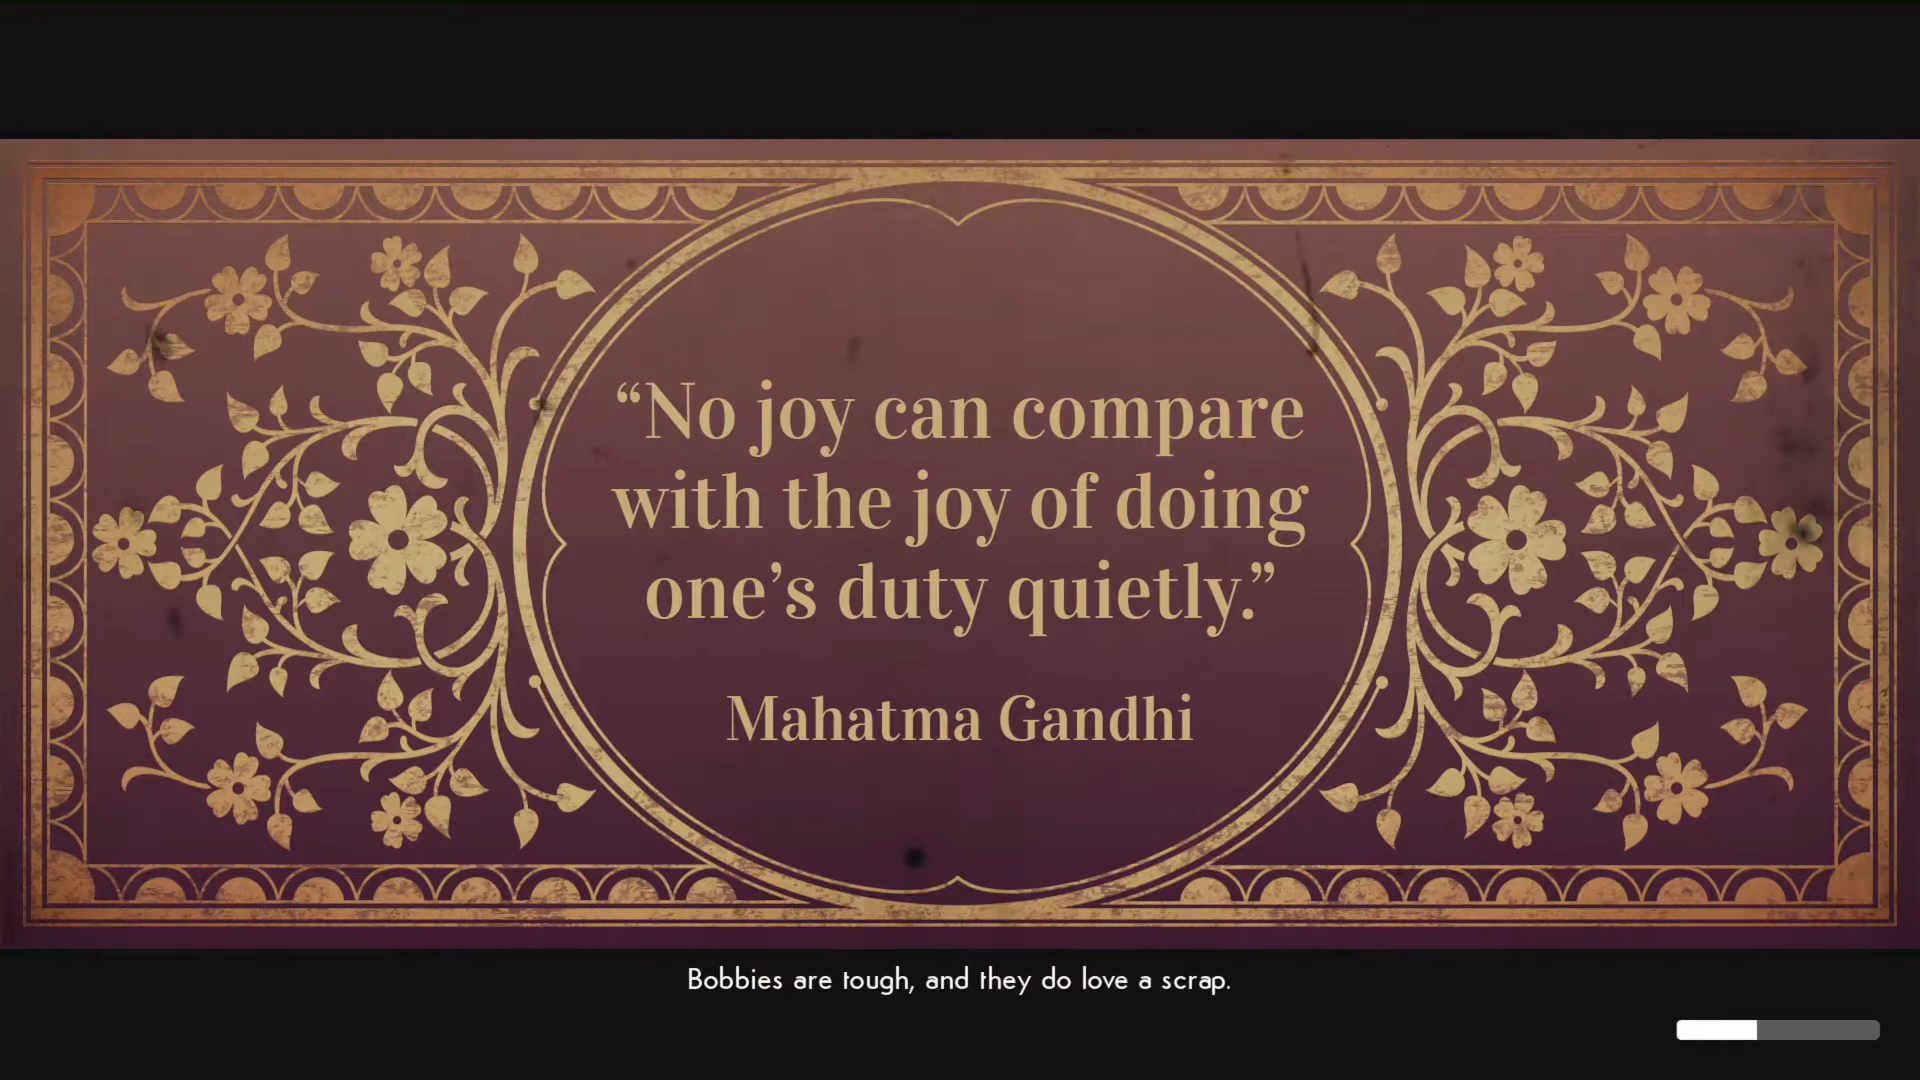 “No joy can compare
with the joy of doing
one’s duty quietly.”
Mahatma Gandhi
Bobbies are tough, and they do love a scrap.